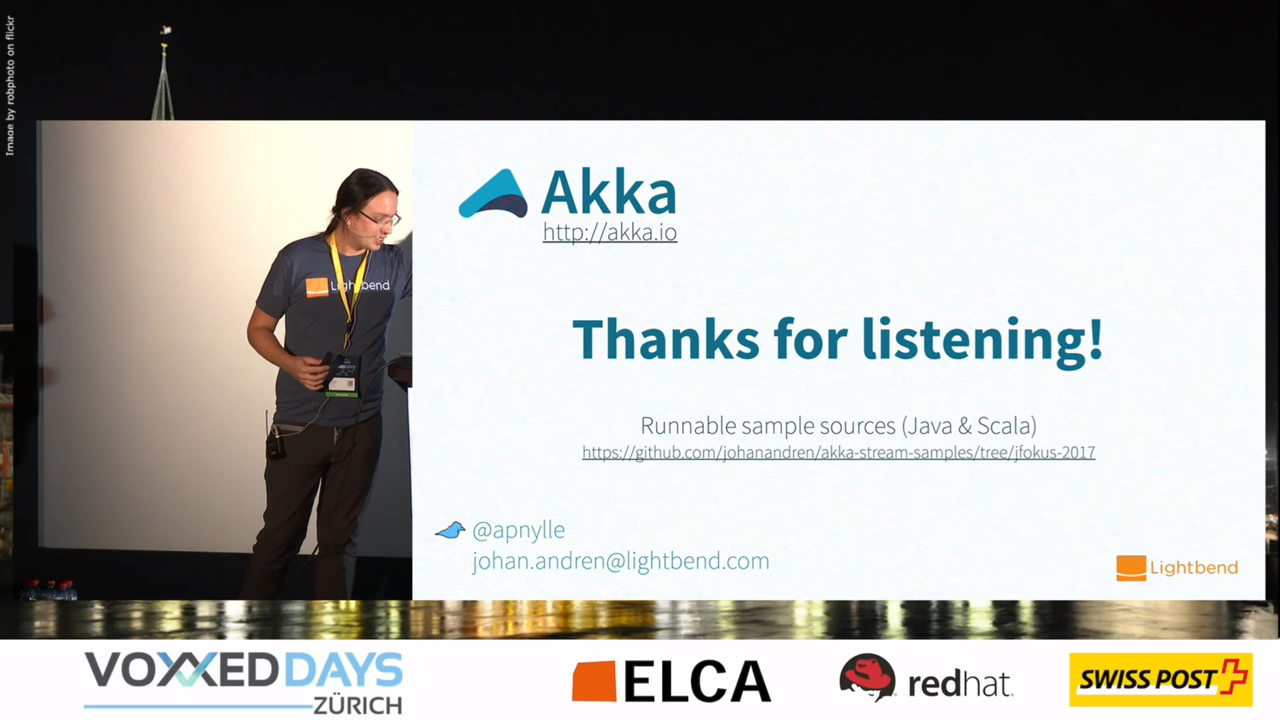 Image by robphoto on flickr
Akka
http://akka.io
Lightbend
Thanks for listening!
Runnable sample sources (Java & Scala)
https://github.com/johanandren/akka-stream-samples/tree/jfokus-2017
@apnylle
johan.andren@lightbend.com
Lightbend
VOXXED DAYS
ZÜRICH
ELCA
redhat.
SWISS POST